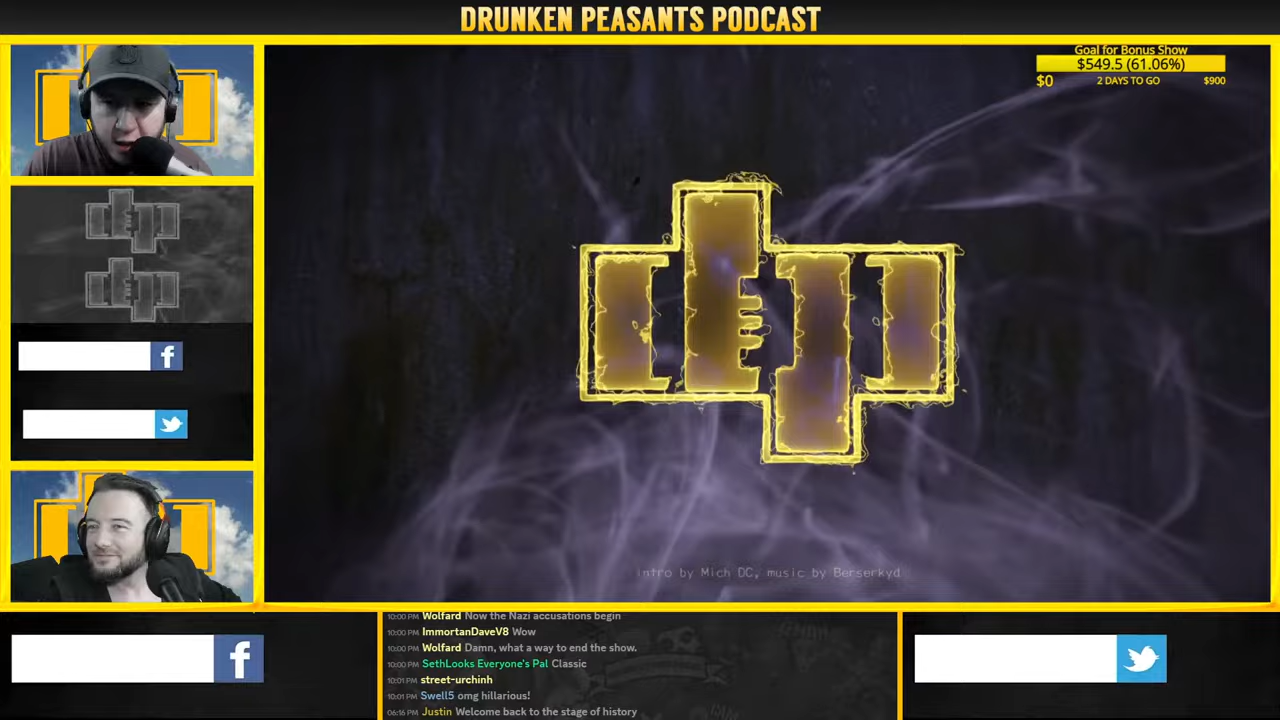 DRUNKEN PEASANTS PODCAST
Goal for Bonus Show
$549.5 (61.06%)
$0 2 DAYS TO GO $900
intro by Mich DC, music by Berserkyd
10:00 PM Wolfard Now the Nazi accusations begin
10:00 PM ImmortanDaveV8 Wow
10:00 PM Wolfard Damn, what a way to end the show.
10:00 PM SethLooks Everyone's Pal Classic
10:01 PM street-urchinh
10:01 PM Swell5 omg hillarious!
06:16 PM Justin Welcome back to the stage of history